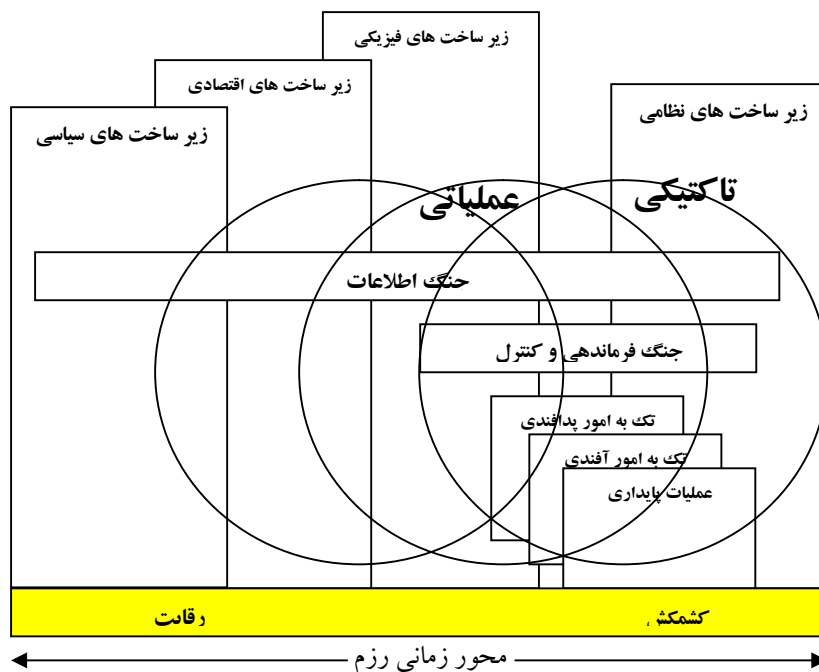 زیر ساخت های فیزیکی
زیر ساخت های اقتصادی
زیر ساخت های نظامی
زیر ساخت های سیاسی
تاکتیکی
عملیاتی
جنگ اطلاعات
جنگ فرماندهی و کنترل
تک به امور پدافندی
تک به امور آفندی
عملیات پایداری
کشمکش
رقابت
محور زمانی رزم